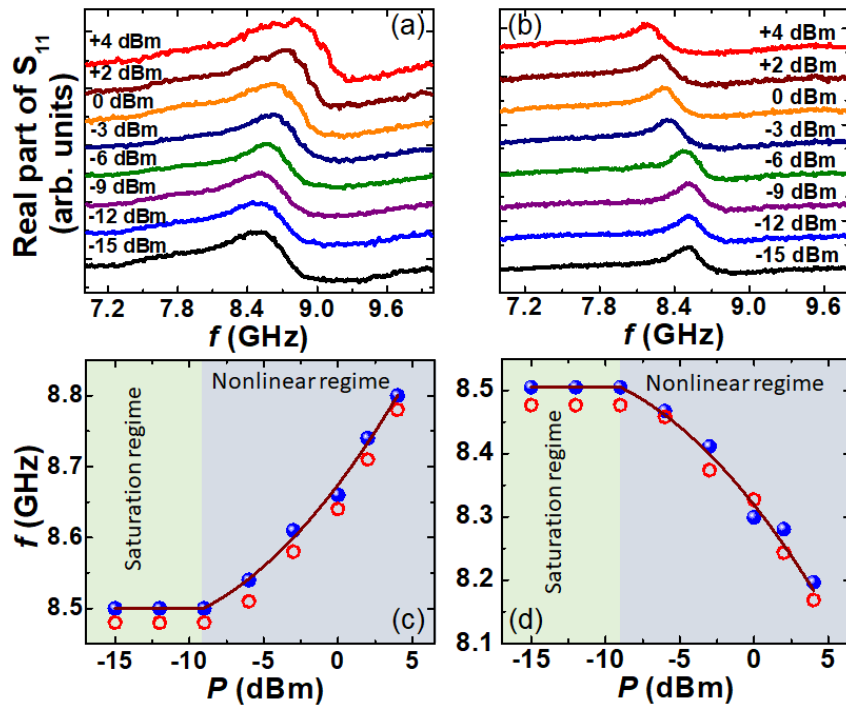 (a)
+4 dBm
+2 dBm
0 dBm
-3 dBm
-6 dBm
-9 dBm
-12 dBm
-15 dBm
Real part of S11
(arb. units)
7.2 7.8 8.4 9.0 9.6
f (GHz)
(b)
+4 dBm
+2 dBm
0 dBm
-3 dBm
-6 dBm
-9 dBm
-12 dBm
-15 dBm
7.2 7.8 8.4 9.0 9.6
f (GHz)
Nonlinear regime
Saturation regime
(c)
8.8
8.7
8.6
8.5
f (GHz)
-15 -10 -5 0 5
P (dBm)
Nonlinear regime
Saturation regime
(d)
8.5
8.4
8.3
8.2
8.1
-15 -10 -5 0 5
P (dBm)